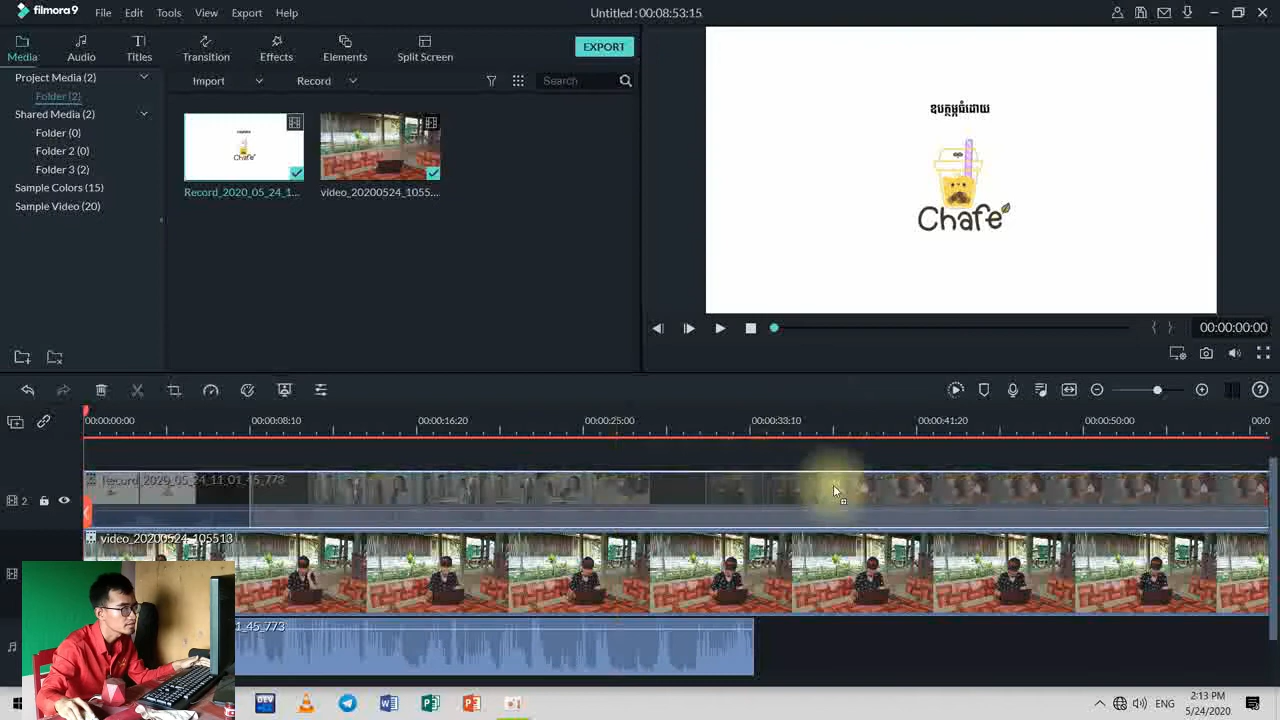 filmora 9
File
Edit
Tools
View
Export
Help
Untitled : 00:08:53:15
Media
Audio
Titles
Transition
Effects
Elements
Split Screen
EXPORT
Project Media (2)
Folder (2)
Shared Media (2)
Folder (0)
Folder 2 (0)
Folder 3 (2)
Sample Colors (15)
Sample Video (20)
Import
Record
Search
Record_2020_05_24_1...
video_20200524_1055...
ឧបត្ថម្ភធំដោយ
Chafe
00:00:00:00
00:00:00:00
00:00:08:10
00:00:16:20
00:00:25:00
00:00:33:10
00:00:41:20
00:00:50:00
00:0
2
Record_2020_05_24_11_01_45_773
video_20200524_105513
1_45_773
DEV
ENG
2:13 PM
5/24/2020